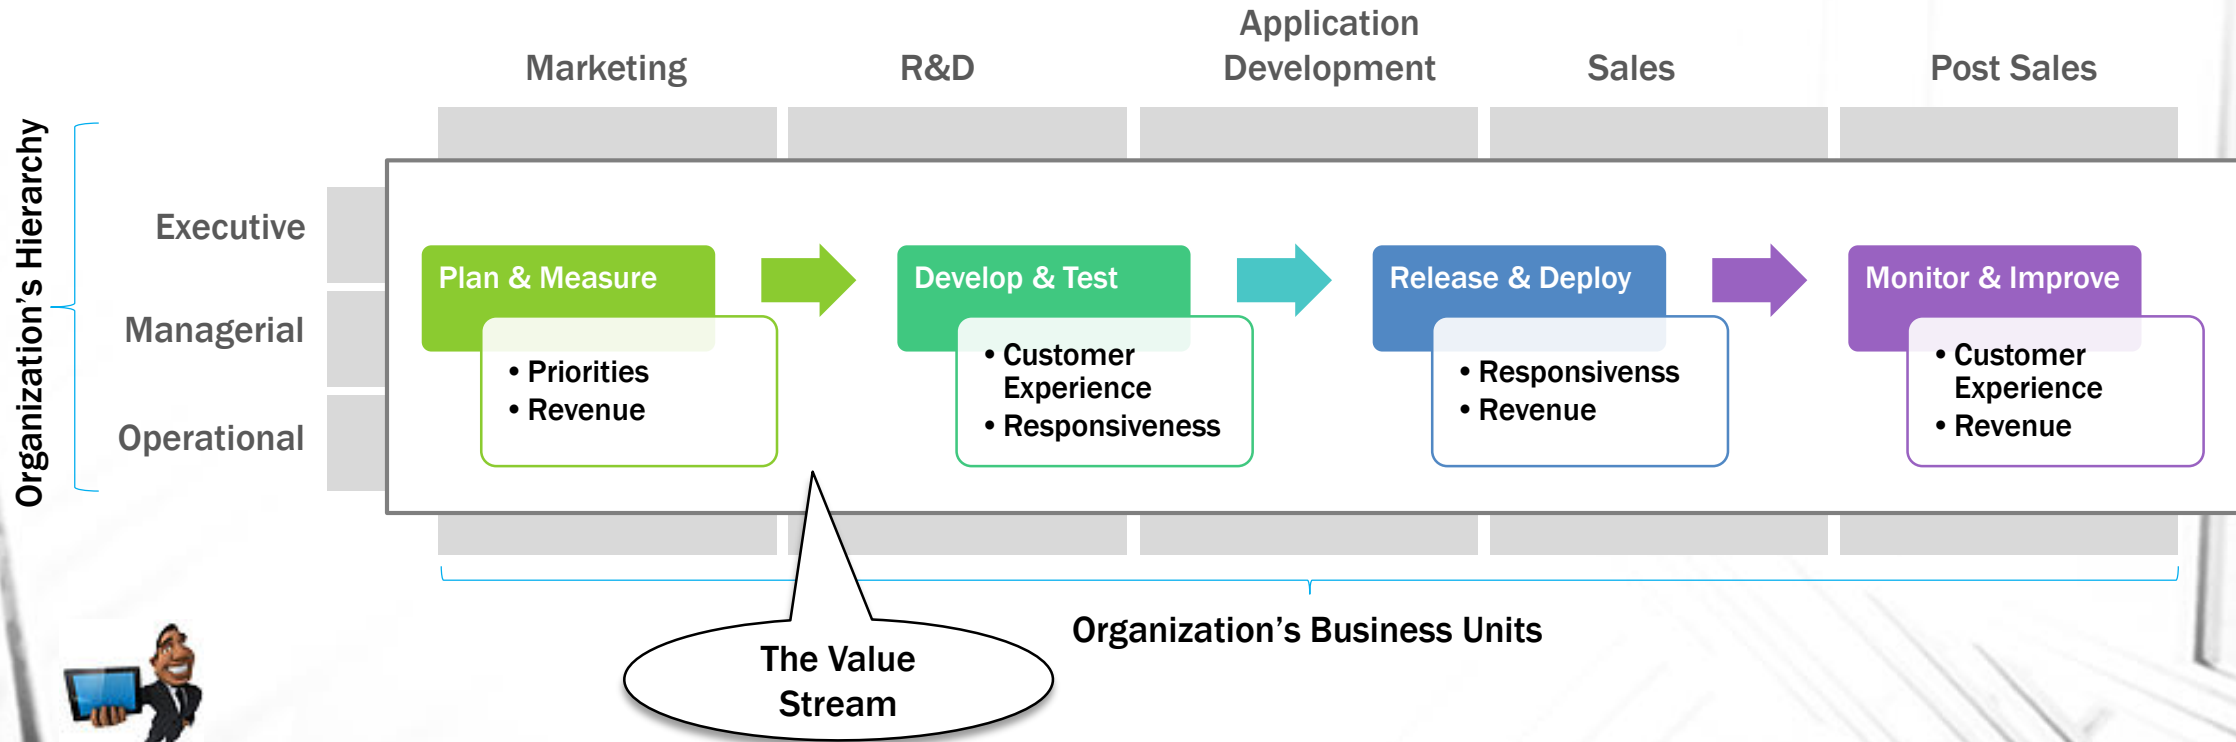 Application
Marketing
R&D
Development
Sales
Post Sales
Organization's Hierarchy
Executive
Managerial
Operational
Plan & Measure
• Priorities
• Revenue
Develop & Test
• Customer
Experience
• Responsiveness
Release & Deploy
• Responsivenss
• Revenue
Monitor & Improve
• Customer
Experience
• Revenue
Organization's Business Units
The Value
Stream